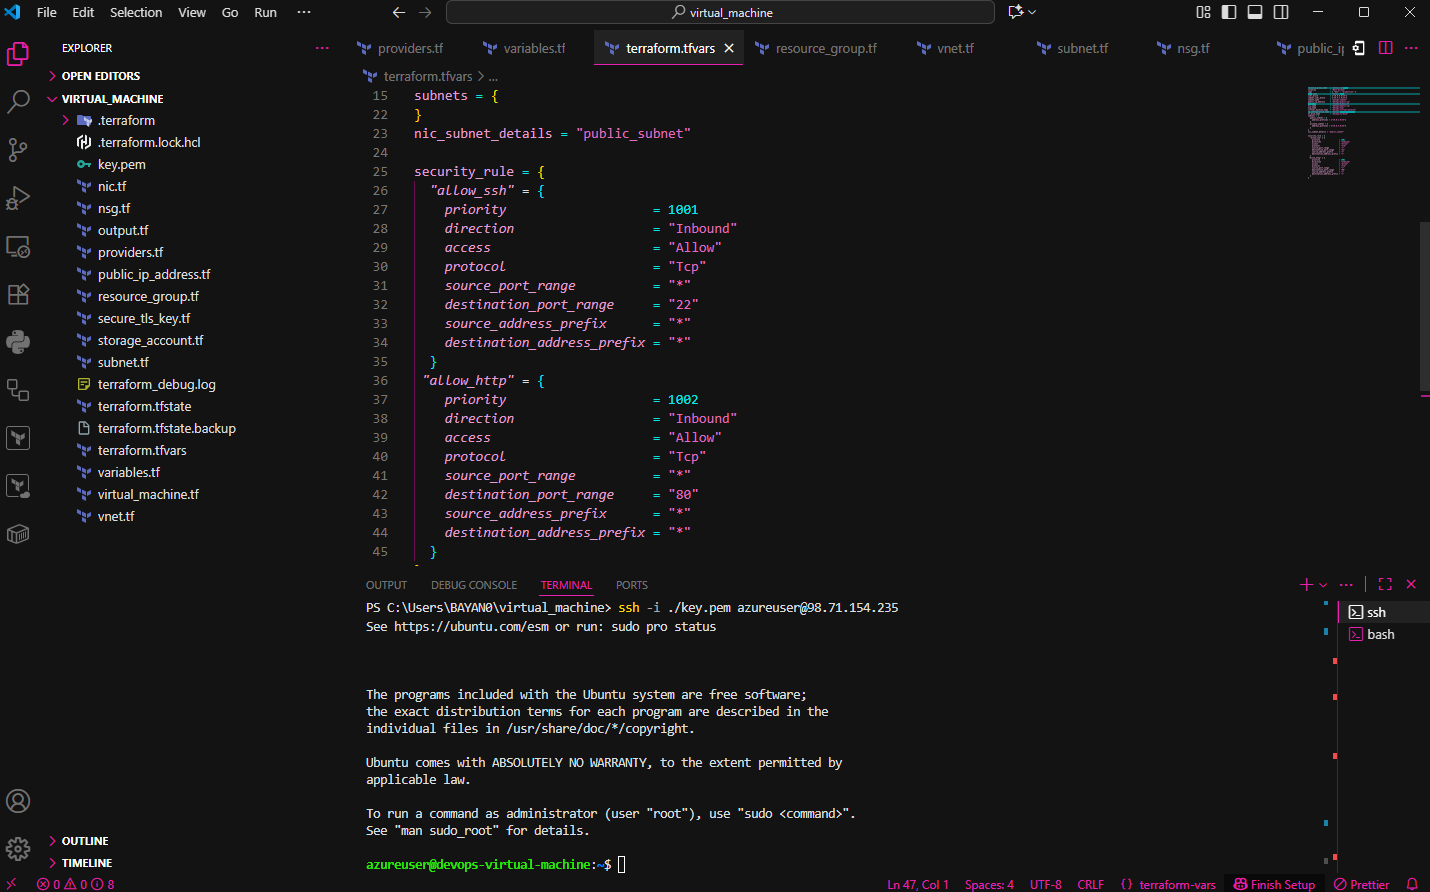 File Edit Selection View Go Run ··· virtual_machine
EXPLORER ···
OPEN EDITORS
VIRTUAL_MACHINE
.terraform
.terraform.lock.hcl
key.pem
nic.tf
nsg.tf
output.tf
providers.tf
public_ip_address.tf
resource_group.tf
secure_tls_key.tf
storage_account.tf
subnet.tf
terraform_debug.log
terraform.tfstate
terraform.tfstate.backup
terraform.tfvars
variables.tf
virtual_machine.tf
vnet.tf
OUTLINE
TIMELINE
providers.tf variables.tf terraform.tfvars resource_group.tf vnet.tf subnet.tf nsg.tf public_i
terraform.tfvars > ...
15 subnets = {
22 }
23 nic_subnet_details = "public_subnet"
24
25 security_rule = {
26 "allow_ssh" = {
27 priority = 1001
28 direction = "Inbound"
29 access = "Allow"
30 protocol = "Tcp"
31 source_port_range = "*"
32 destination_port_range = "22"
33 source_address_prefix = "*"
34 destination_address_prefix = "*"
35 }
36 "allow_http" = {
37 priority = 1002
38 direction = "Inbound"
39 access = "Allow"
40 protocol = "Tcp"
41 source_port_range = "*"
42 destination_port_range = "80"
43 source_address_prefix = "*"
44 destination_address_prefix = "*"
45 }
OUTPUT DEBUG CONSOLE TERMINAL PORTS
PS C:\Users\BAYAN0\virtual_machine> ssh -i ./key.pem azureuser@98.71.154.235
See https://ubuntu.com/esm or run: sudo pro status
The programs included with the Ubuntu system are free software;
the exact distribution terms for each program are described in the
individual files in /usr/share/doc/*/copyright.
Ubuntu comes with ABSOLUTELY NO WARRANTY, to the extent permitted by
applicable law.
To run a command as administrator (user "root"), use "sudo <command>".
See "man sudo_root" for details.
azureuser@devops-virtual-machine:~$
ssh
bash
0 0 8 Ln 47, Col 1 Spaces: 4 UTF-8 CRLF {} terraform-vars Finish Setup Prettier